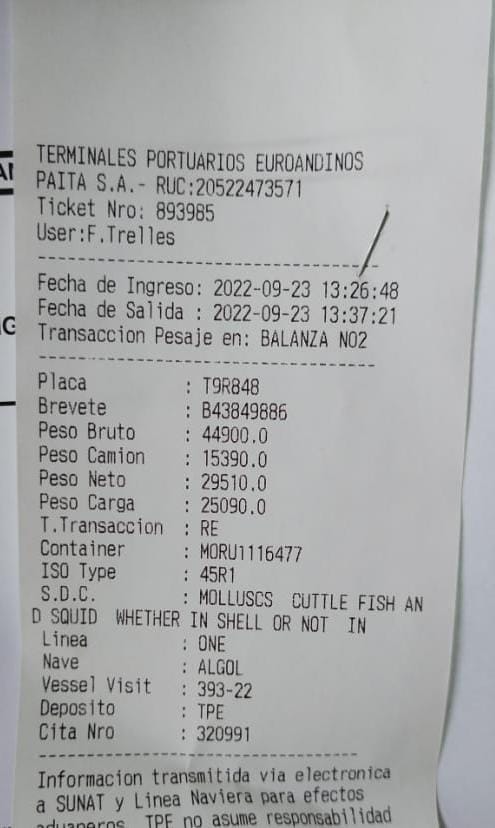 TERMINALES PORTUARIOS EUROANDINOS
PAITA S.A.- RUC:20522473571
Ticket Nro: 893985
User:F.Trelles
Fecha de Ingreso: 2022-09-23 13:26:48
Fecha de Salida : 2022-09-23 13:37:21
Transaccion Pesaje en: BALANZA NO2
Placa : T9R848
Brevete : B43849886
Peso Bruto : 44900.0
Peso Camion : 15390.0
Peso Neto : 29510.0
Peso Carga : 25090.0
T.Transaccion : RE
Container : MORU1116477
ISO Type : 45R1
S.D.C. : MOLLUSCS CUTTLE FISH AN
D SQUID WHETHER IN SHELL OR NOT IN
Linea : ONE
Nave : ALGOL
Vessel Visit : 393-22
Deposito : TPE
Cita Nro : 320991
Informacion transmitida via electronica
a SUNAT y Linea Naviera para efectos
aduaneros. TPE no asume responsabilidad